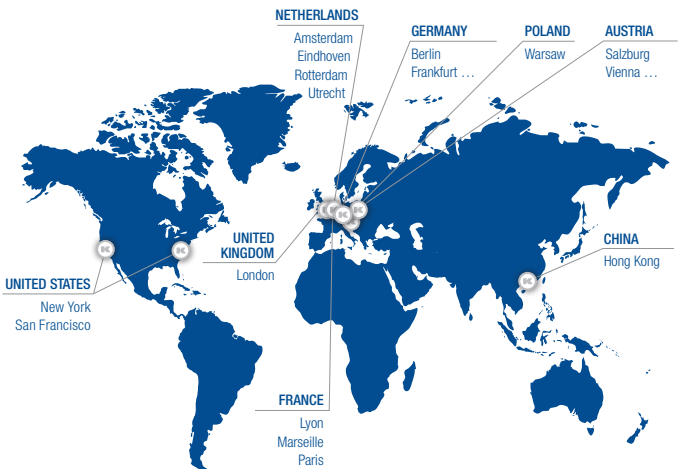 NETHERLANDS
Amsterdam
Eindhoven
Rotterdam
Utrecht
GERMANY
Berlin
Frankfurt ...
POLAND
Warsaw
AUSTRIA
Salzburg
Vienna ...
UNITED
KINGDOM
London
CHINA
Hong Kong
UNITED STATES
New York
San Francisco
FRANCE
Lyon
Marseille
Paris
K
K
K
K
K